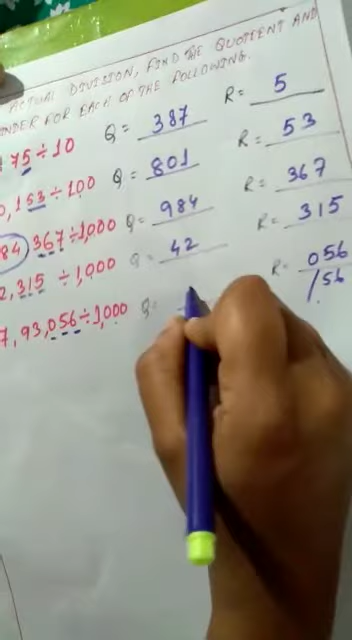 ACTUAL DIVISION, FIND THE QUOTIENT AND
FOR EACH OF THE FOLLOWING.
75÷10 Q= 387 R= 5
0,153÷100 Q= 801 R= 53
84 367÷1,000 Q= 984 R= 367
2,315 ÷1,000 Q= 42 R= 315
7,93,056÷1,000 Q= R= 056
/56